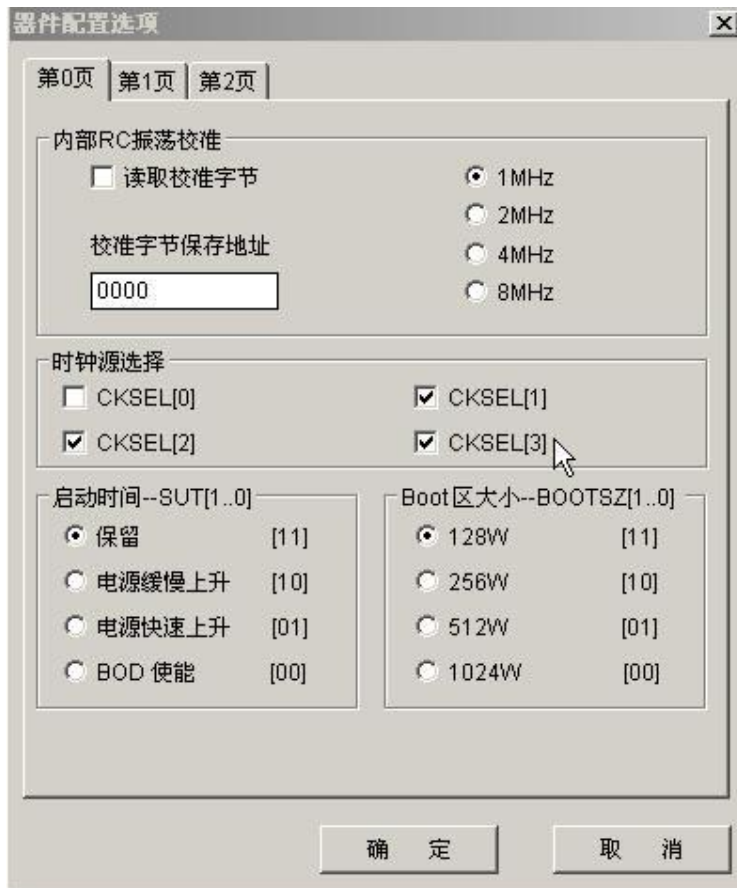 器件配置选项
第0页 第1页 第2页
内部RC振荡校准
读取校准字节 1MHz
2MHz
校准字节保存地址 4MHz
0000 8MHz
时钟源选择
CKSEL[0] CKSEL[1]
CKSEL[2] CKSEL[3]
启动时间--SUT[1..0] Boot区大小--BOOTSZ[1..0]
保留 [11] 128W [11]
电源缓慢上升 [10] 256W [10]
电源快速上升 [01] 512W [01]
BOD 使能 [00] 1024W [00]
确 定 取 消